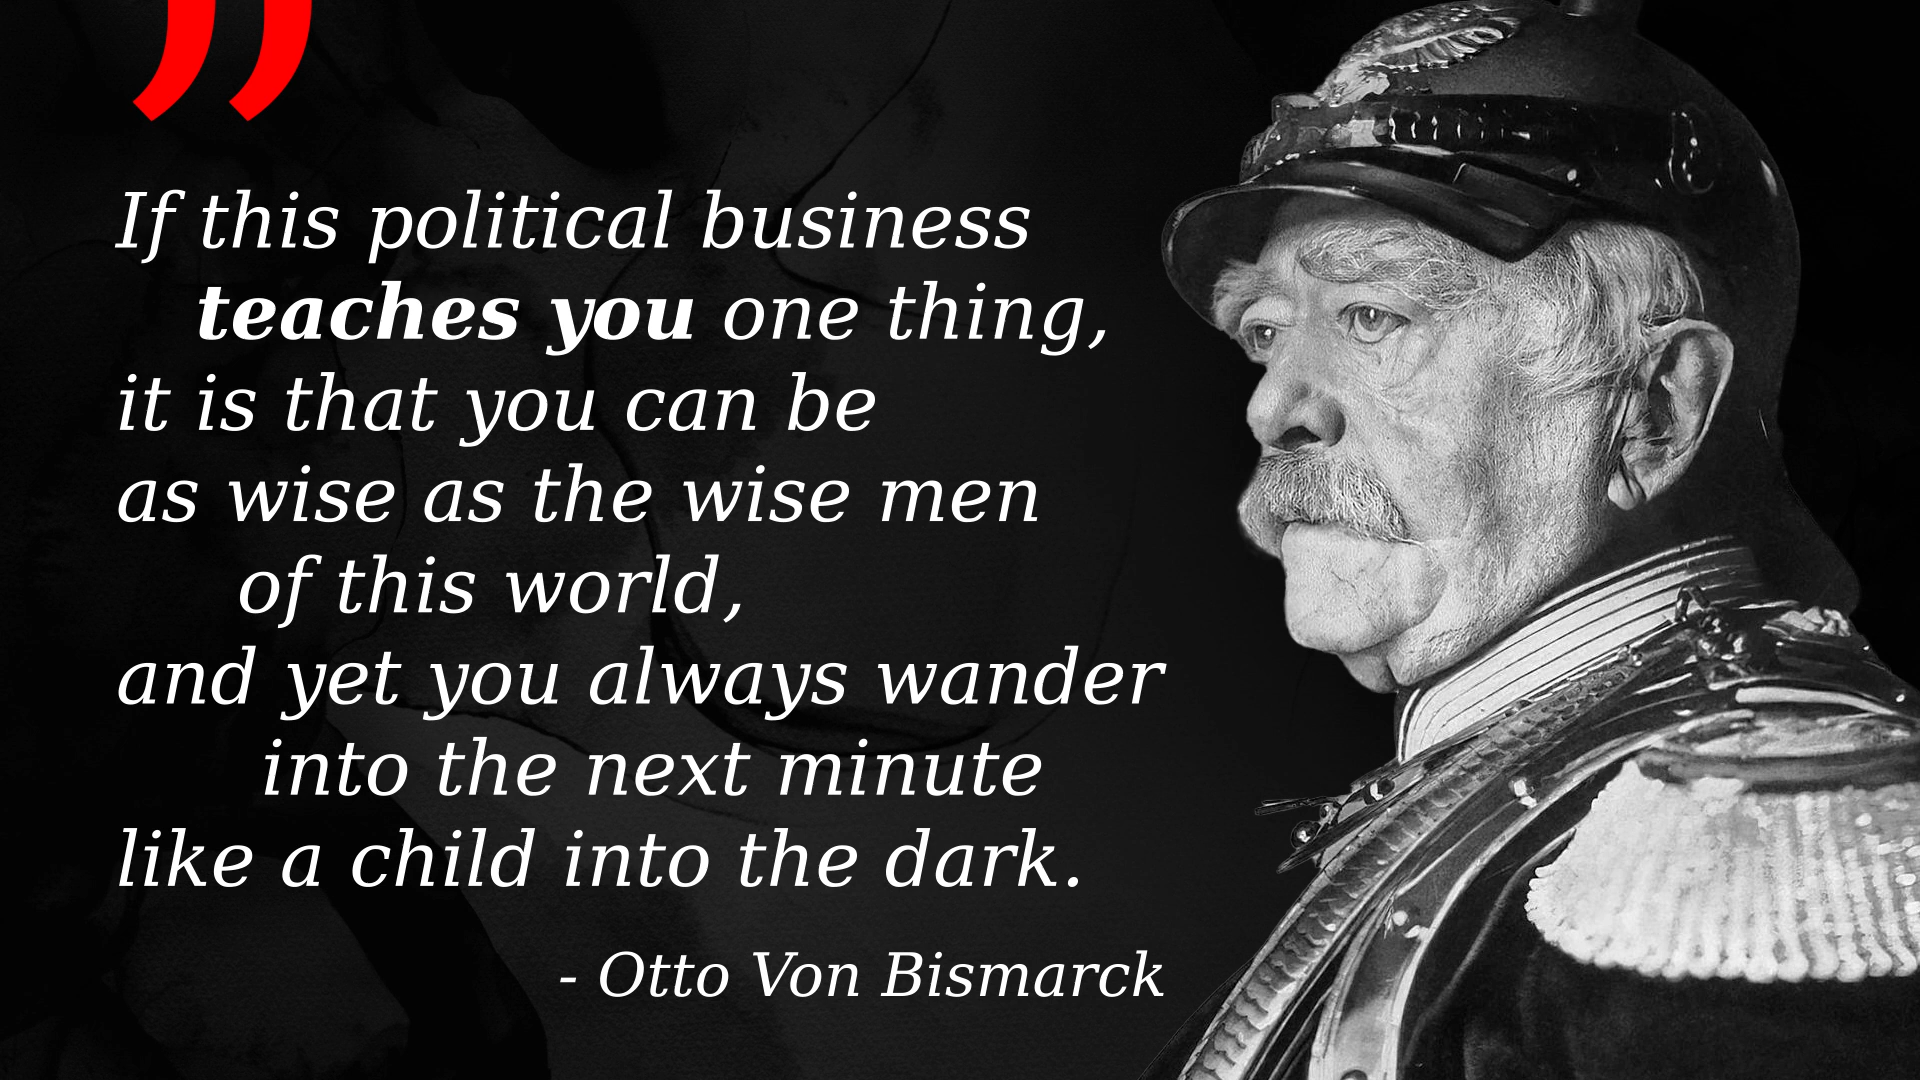 ”
If this political business
teaches you one thing,
it is that you can be
as wise as the wise men
of this world,
and yet you always wander
into the next minute
like a child into the dark.
- Otto Von Bismarck